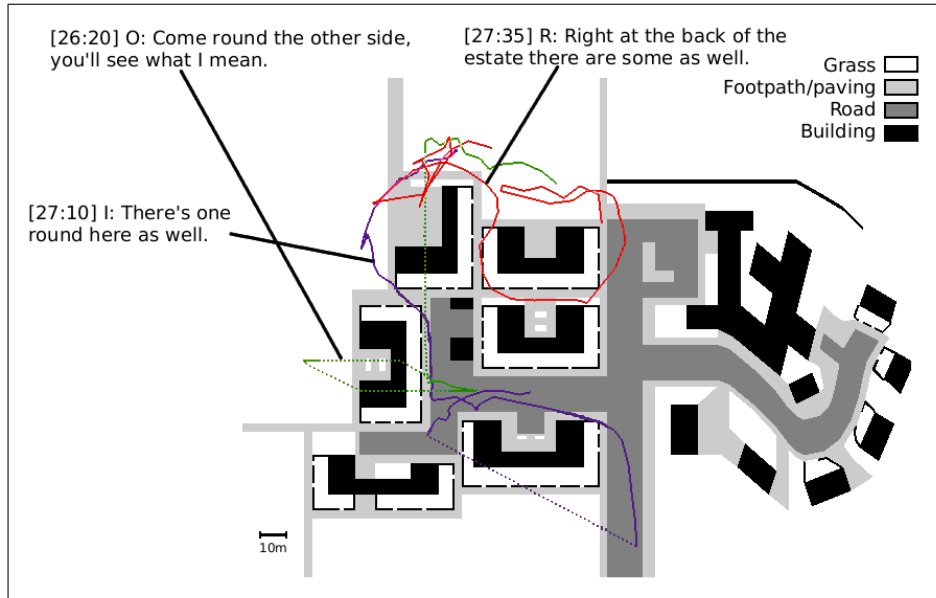 [26:20] O: Come round the other side,
you'll see what I mean.
[27:35] R: Right at the back of the
estate there are some as well.
Grass
Footpath/paving
Road
Building
[27:10] I: There's one
round here as well.
10m